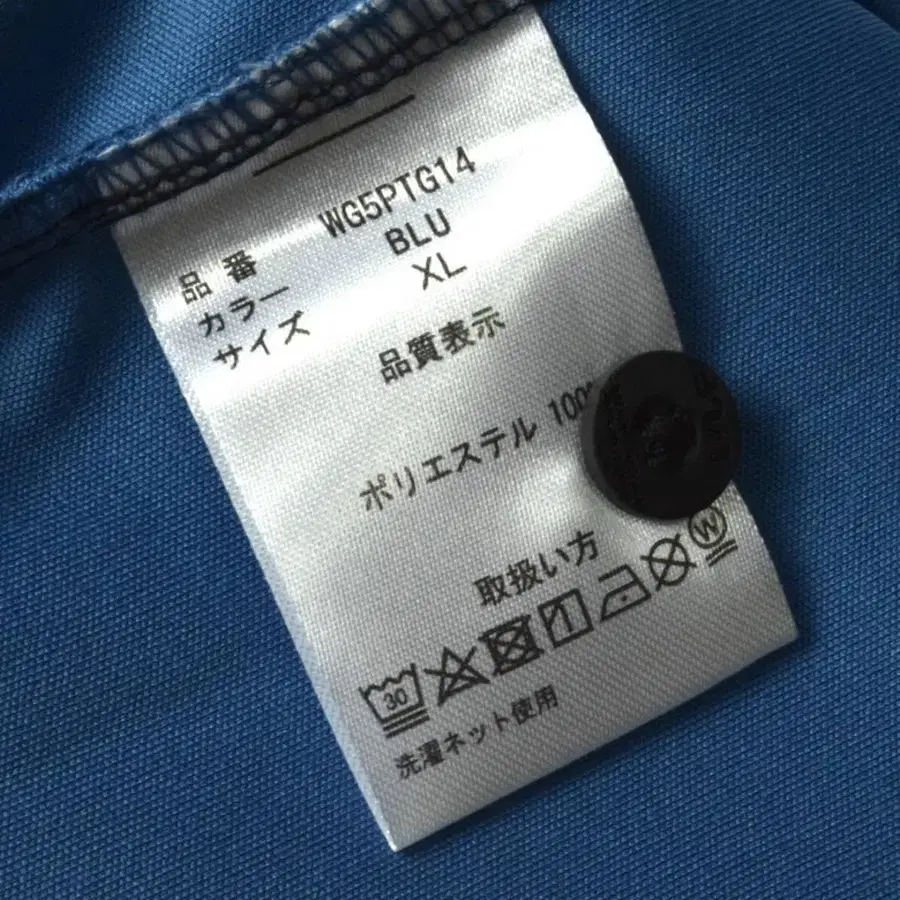 品番 WG5PTG14
カラー BLU
サイズ XL
品質表示
ポリエステル 100
取扱い方
30
W
洗濯ネット使用